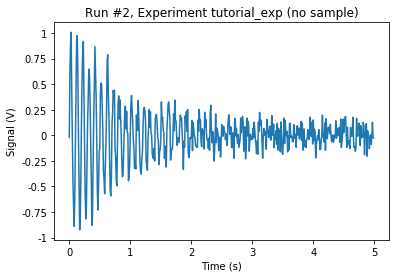 Run #2, Experiment tutorial_exp (no sample)
1
0.75
0.5
0.25
0
-0.25
-0.5
-0.75
-1
Signal (V)
0 1 2 3 4 5
Time (s)